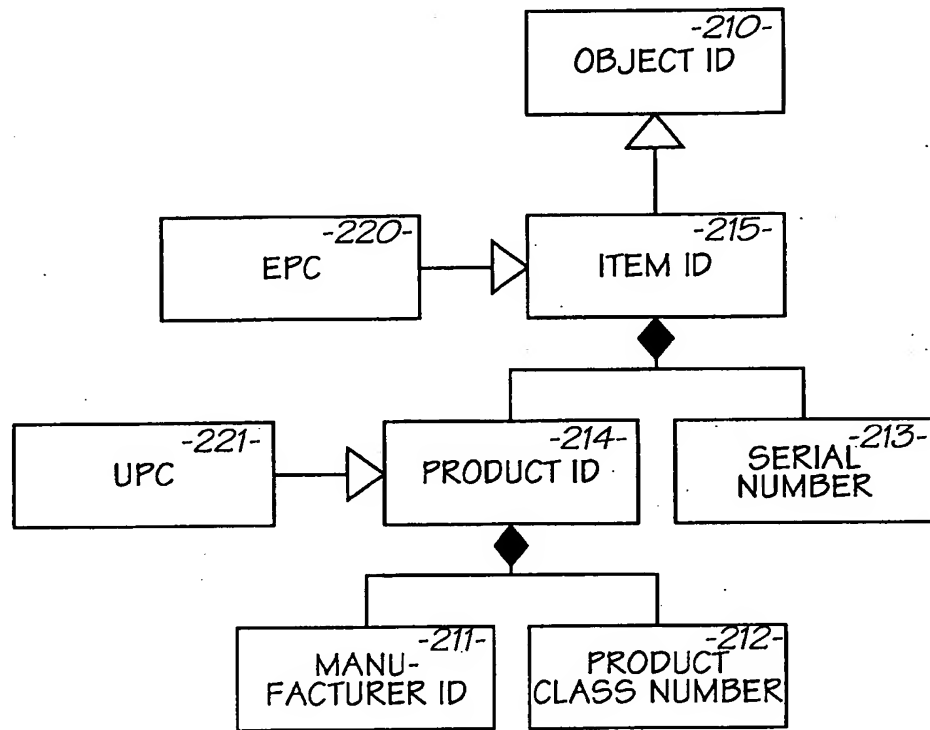 -210-
OBJECT ID
-220-
EPC
-215-
ITEM ID
-221-
UPC
-214-
PRODUCT ID
-213-
SERIAL
NUMBER
-211-
MANU-
FACTURER ID
-212-
PRODUCT
CLASS NUMBER